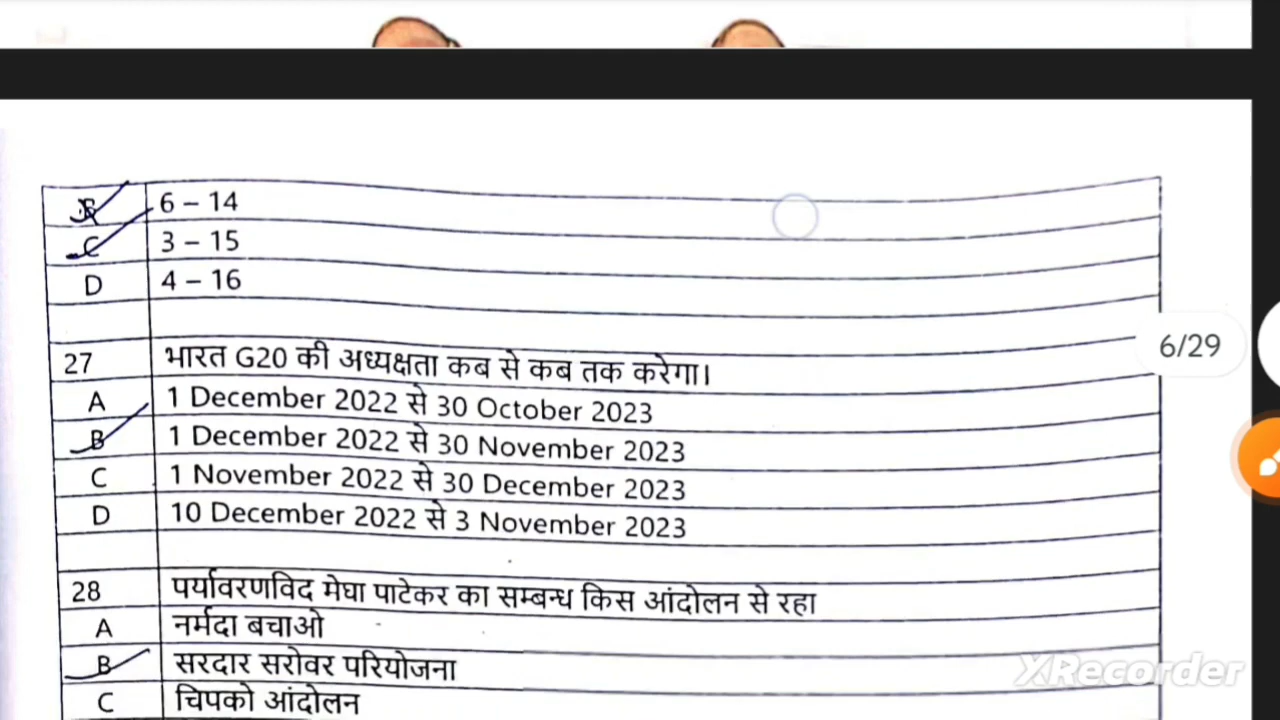 B 6 – 14
C 3 – 15
D 4 – 16
27 भारत G20 की अध्यक्षता कब से कब तक करेगा।
6/29
A 1 December 2022 से 30 October 2023
B 1 December 2022 से 30 November 2023
C 1 November 2022 से 30 December 2023
D 10 December 2022 से 3 November 2023
28 पर्यावरणविद मेघा पाटेकर का सम्बन्ध किस आंदोलन से रहा
A नर्मदा बचाओ
B सरदार सरोवर परियोजना
C चिपको आंदोलन
XRecorder